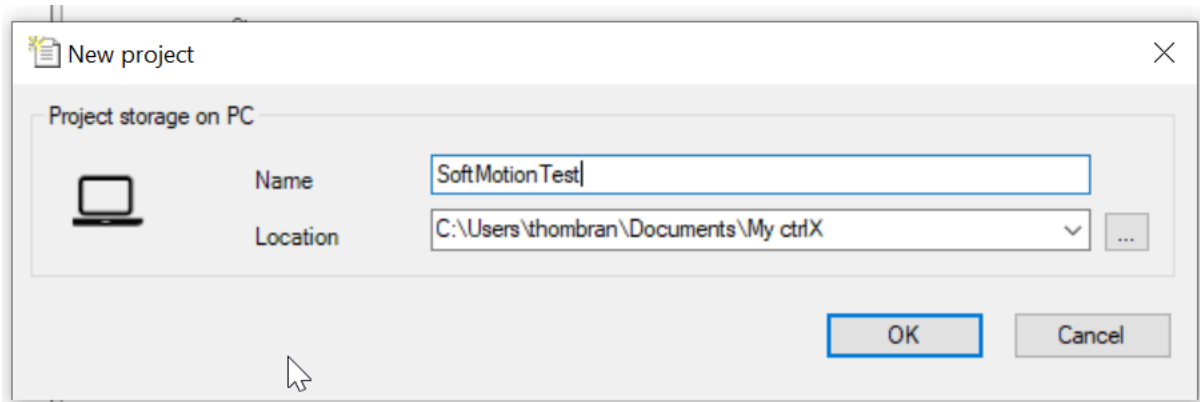 New project
Project storage on PC
Name
SoftMotionTest
Location
C:\Users\thombran\Documents\My ctrlX
...
OK
Cancel